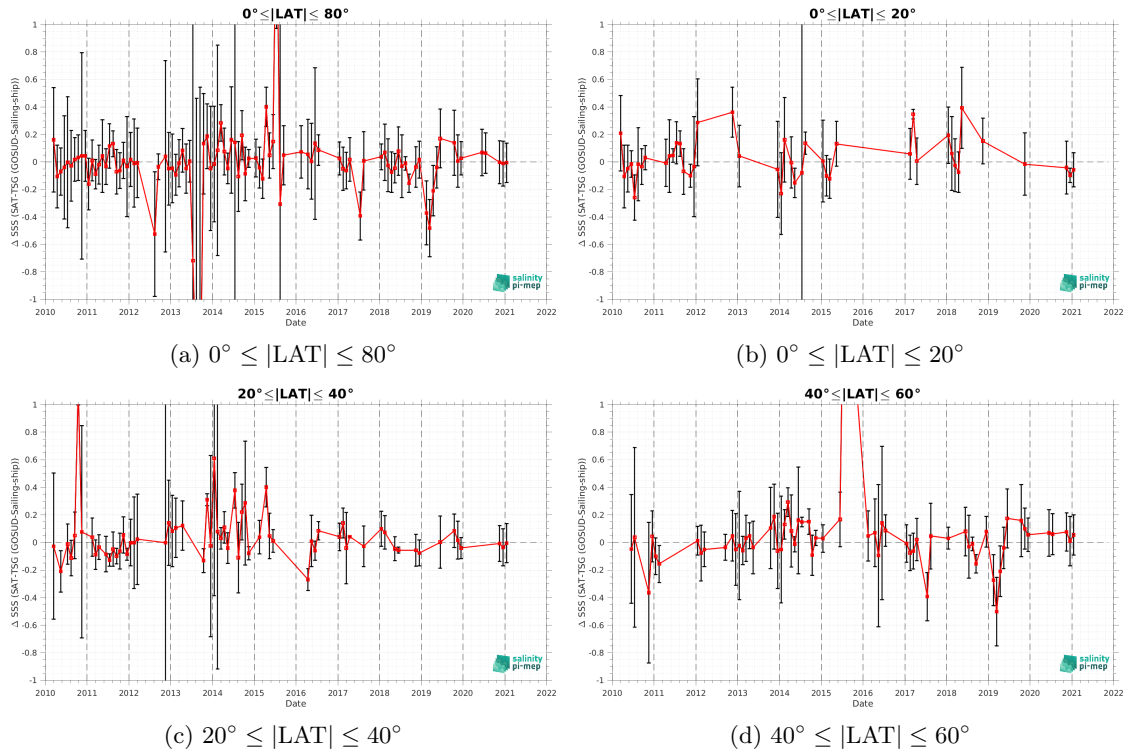 0°≤|LAT|≤ 80°
1
0.8
0.6
0.4
0.2
0
-0.2
-0.4
-0.6
-0.8
-1
Δ SSS (SAT-TSG (GOSUD-Sailing-ship))
2010 2011 2012 2013 2014 2015 2016 2017 2018 2019 2020 2021 2022
Date
salinity
pi-mep
(a) 0° ≤ |LAT| ≤ 80°
0°≤|LAT|≤ 20°
1
0.8
0.6
0.4
0.2
0
-0.2
-0.4
-0.6
-0.8
-1
Δ SSS (SAT-TSG (GOSUD-Sailing-ship))
2010 2011 2012 2013 2014 2015 2016 2017 2018 2019 2020 2021 2022
Date
salinity
pi-mep
(b) 0° ≤ |LAT| ≤ 20°
20°≤|LAT|≤ 40°
1
0.8
0.6
0.4
0.2
0
-0.2
-0.4
-0.6
-0.8
-1
Δ SSS (SAT-TSG (GOSUD-Sailing-ship))
2010 2011 2012 2013 2014 2015 2016 2017 2018 2019 2020 2021 2022
Date
salinity
pi-mep
(c) 20° ≤ |LAT| ≤ 40°
40°≤|LAT|≤ 60°
1
0.8
0.6
0.4
0.2
0
-0.2
-0.4
-0.6
-0.8
-1
Δ SSS (SAT-TSG (GOSUD-Sailing-ship))
2010 2011 2012 2013 2014 2015 2016 2017 2018 2019 2020 2021 2022
Date
salinity
pi-mep
(d) 40° ≤ |LAT| ≤ 60°